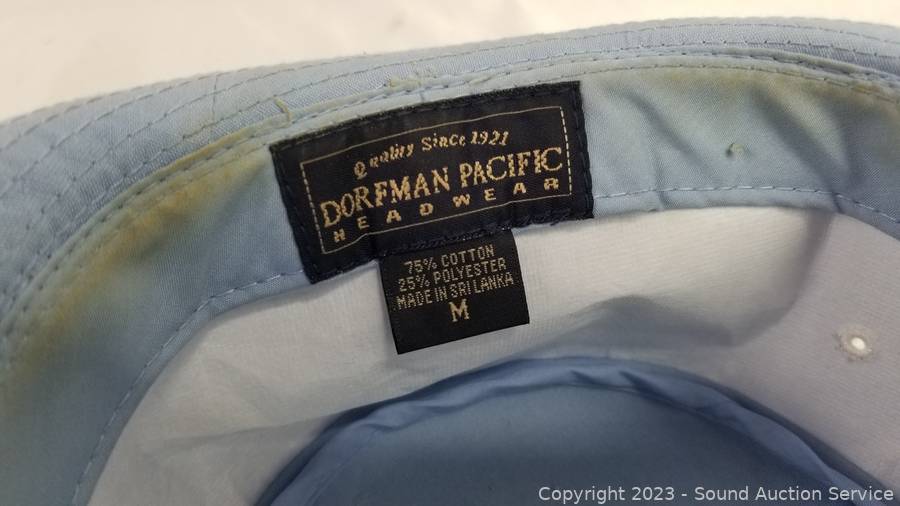 Quality Since 1921
DORFMAN PACIFIC
HEADWEAR
75% COTTON
25% POLYESTER
MADE IN SRI LANKA
M
Copyright 2023 - Sound Auction Service